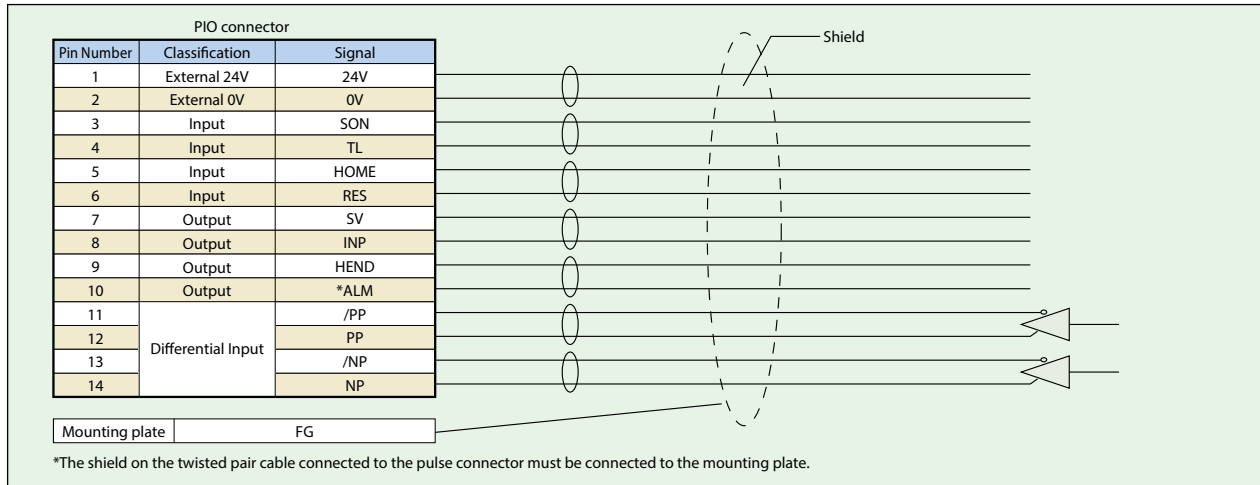 PIO connector
Shield
Pin Number Classification Signal
1 External 24V 24V
2 External 0V 0V
3 Input SON
4 Input TL
5 Input HOME
6 Input RES
7 Output SV
8 Output INP
9 Output HEND
10 Output *ALM
11 Differential Input /PP
12 PP
13 /NP
14 NP
Mounting plate FG
*The shield on the twisted pair cable connected to the pulse connector must be connected to the mounting plate.